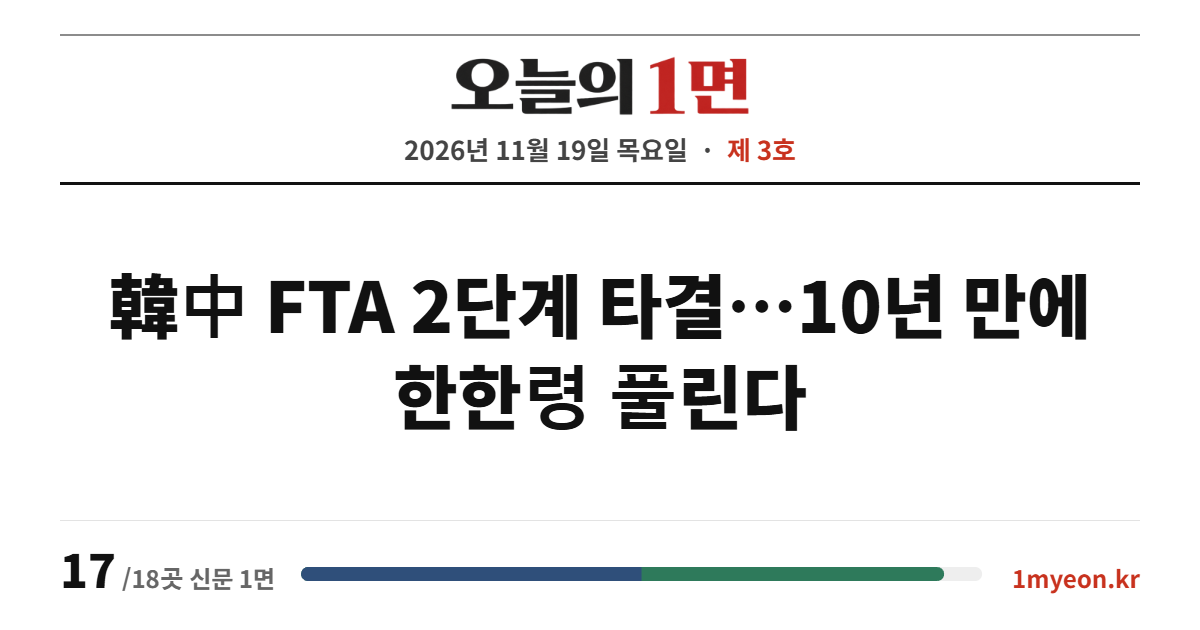 오늘의 1면
2026년 11월 19일 목요일 · 제 3호
韓中 FTA 2단계 타결…10년 만에
한한령 풀린다
17 /18곳 신문 1면
1myeon.kr